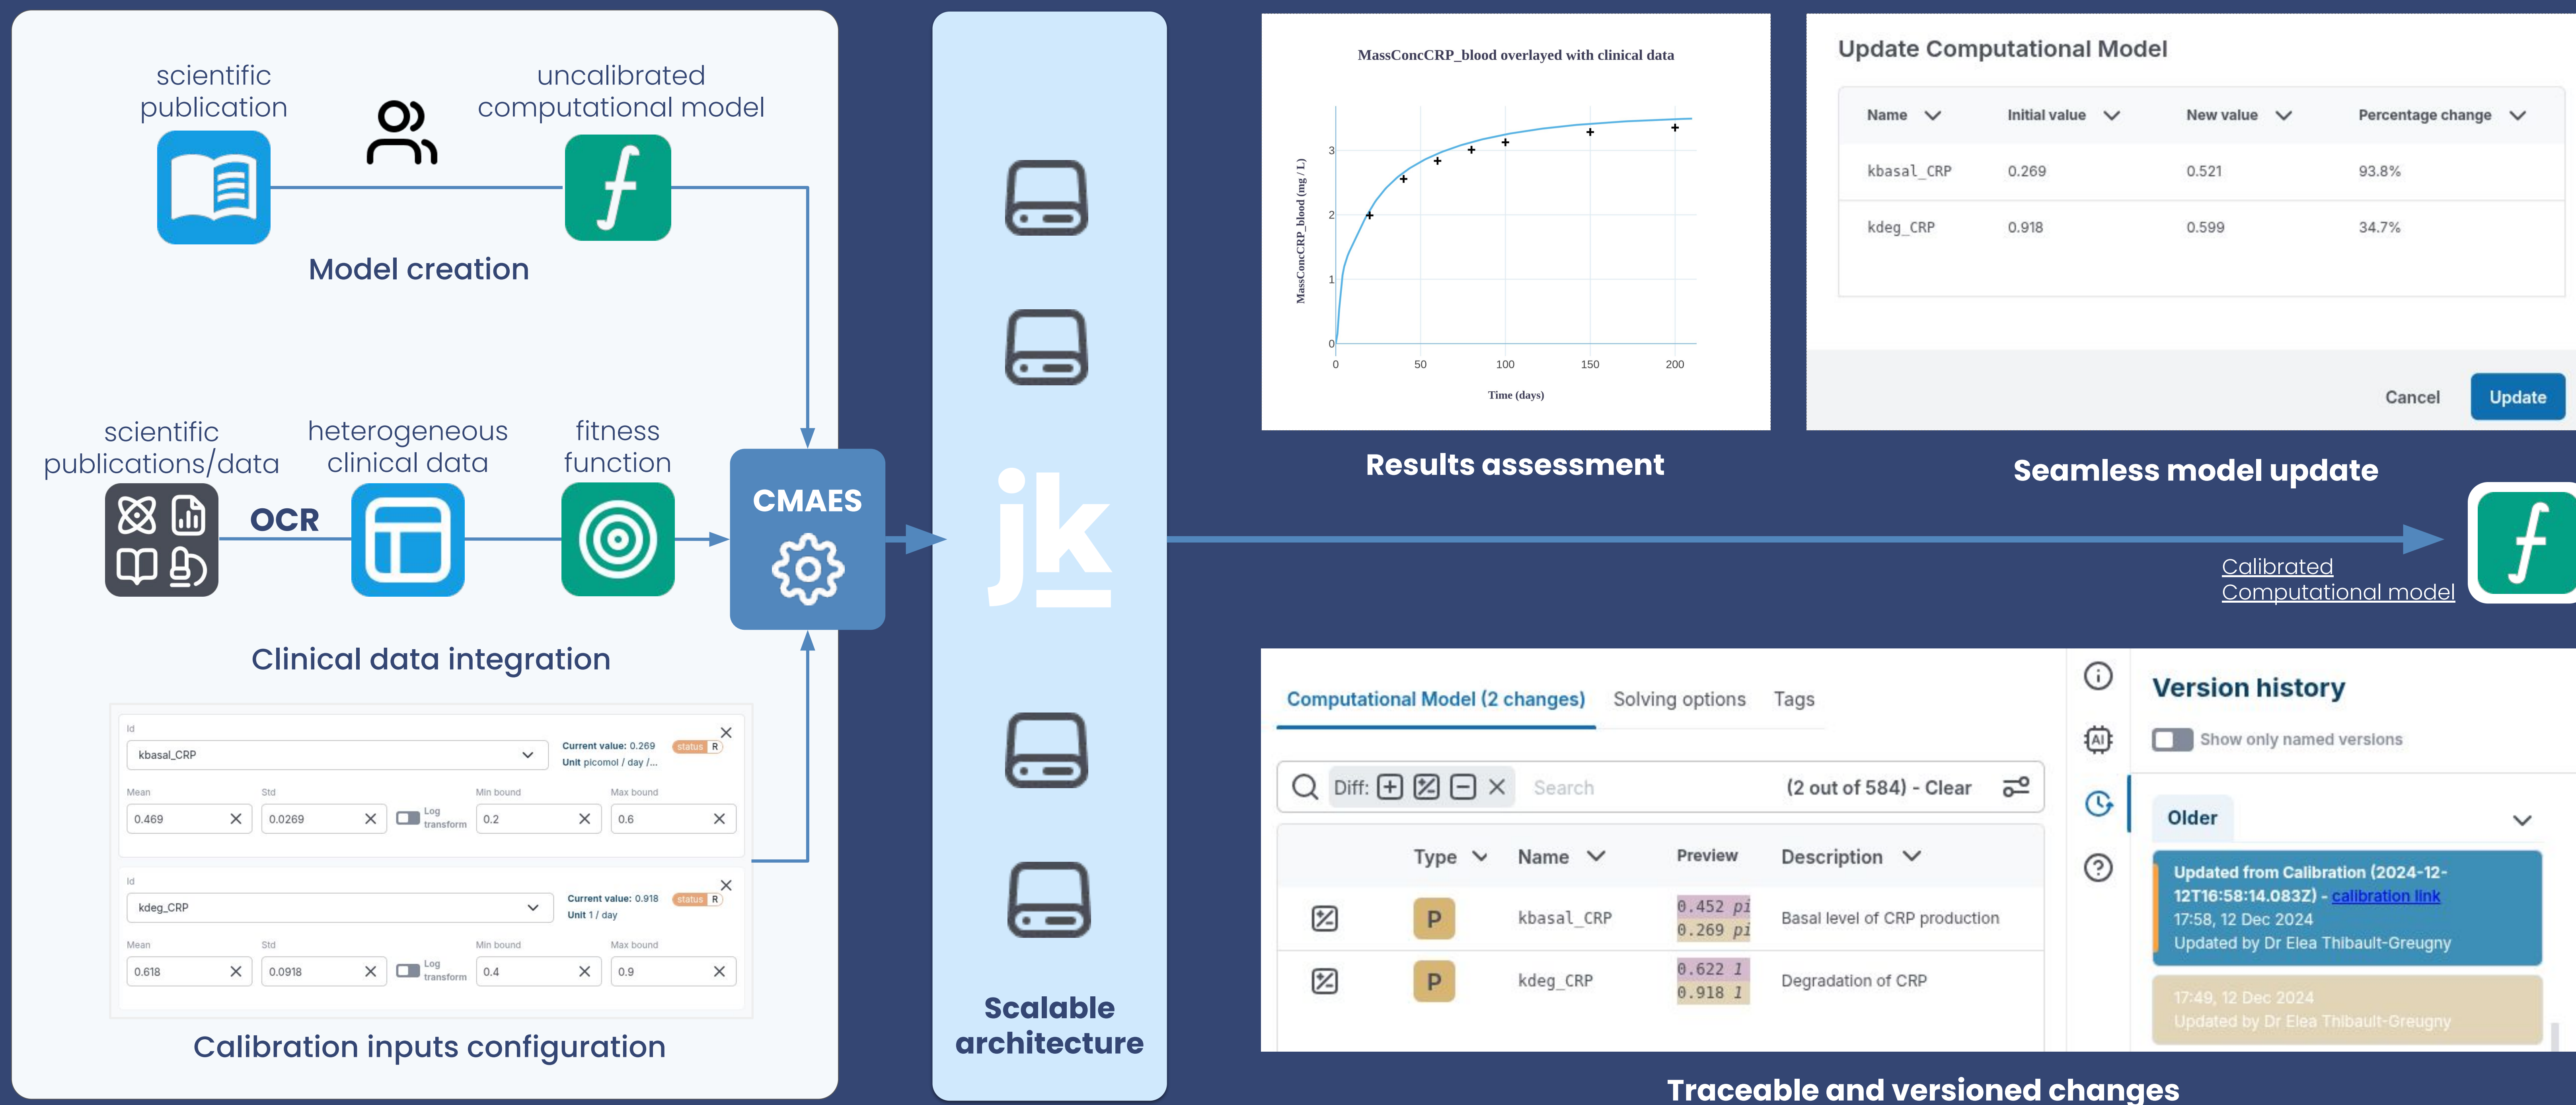 scientific
publication
uncalibrated
computational model
Model creation
scientific
publications/data
OCR
heterogeneous
clinical data
fitness
function
CMAES
Clinical data integration
Id
kbasal_CRP
Current value: 0.269
Unit picomol / day /...
status R
Mean
Std
Min bound
Max bound
0.469
0.0269
Log
transform
0.2
0.6
Id
kdeg_CRP
Current value: 0.918
Unit 1 / day
status R
Mean
Std
Min bound
Max bound
0.618
0.0918
Log
transform
0.4
0.9
Calibration inputs configuration
jk
Scalable
architecture
MassConcCRP_blood overlayed with clinical data
MassConcCRP_blood (mg / L)
3
2
1
0
0 50 100 150 200
Time (days)
Results assessment
Update Computational Model
Name Initial value New value Percentage change
kbasal_CRP 0.269 0.521 93.8%
kdeg_CRP 0.918 0.599 34.7%
Cancel Update
Seamless model update
Calibrated
Computational model
Computational Model (2 changes) Solving options Tags
Diff: Search (2 out of 584) - Clear
Type Name Preview Description
P kbasal_CRP 0.452 pi Basal level of CRP production
0.269 pi
P kdeg_CRP 0.622 1 Degradation of CRP
0.918 1
AI
Version history
Show only named versions
Older
Updated from Calibration (2024-12-
12T16:58:14.083Z) - calibration link
17:58, 12 Dec 2024
Updated by Dr Elea Thibault-Greugny
17:49, 12 Dec 2024
Updated by Dr Elea Thibault-Greugny
Traceable and versioned changes